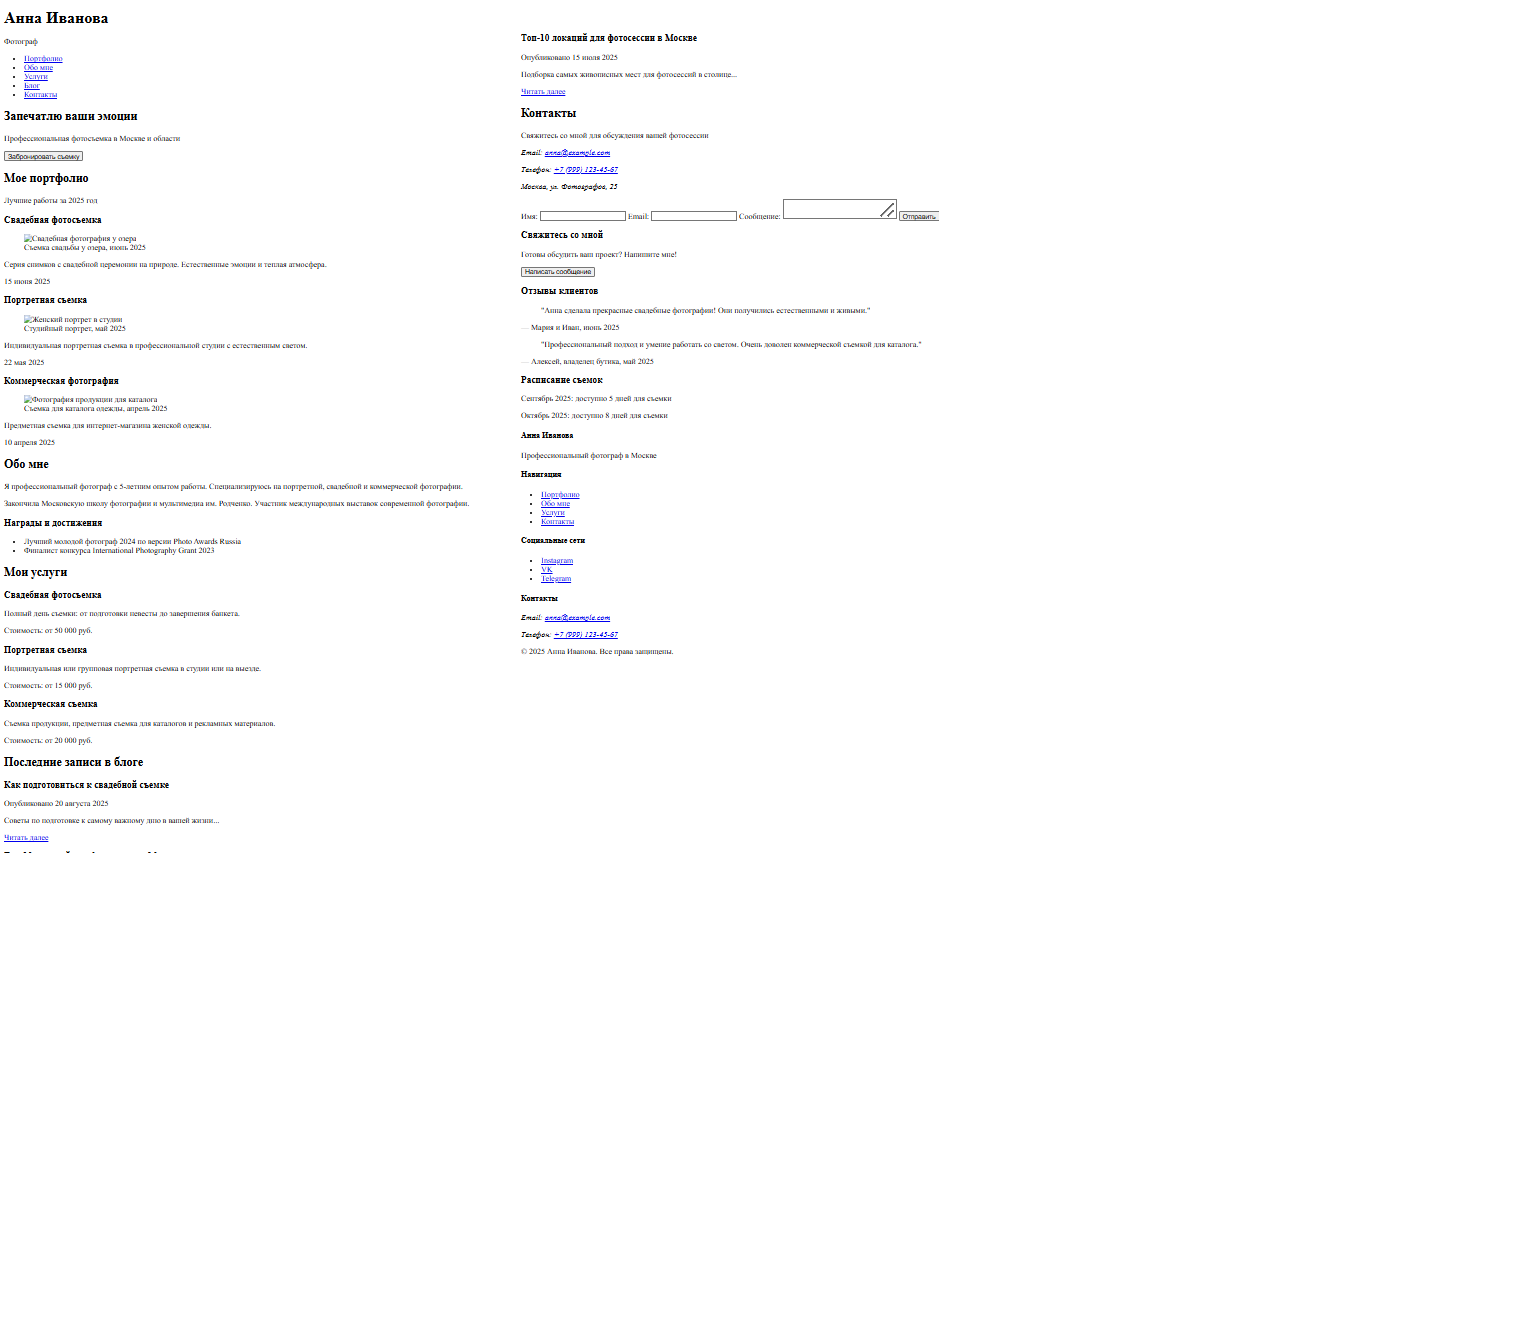 Анна Иванова
Фотограф
Портфолио
Обо мне
Услуги
Блог
Контакты
Запечатлю ваши эмоции
Профессиональная фотосъемка в Москве и области
Забронировать съемку
Мое портфолио
Лучшие работы за 2025 год
Свадебная фотосъемка
Свадебная фотография у озера
Съемка свадьбы у озера, июнь 2025
Серия снимков с свадебной церемонии на природе. Естественные эмоции и теплая атмосфера.
15 июня 2025
Портретная съемка
Женский портрет в студии
Студийный портрет, май 2025
Индивидуальная портретная съемка в профессиональной студии с естественным светом.
22 мая 2025
Коммерческая фотография
Фотография продукции для каталога
Съемка для каталога одежды, апрель 2025
Предметная съемка для интернет-магазина женской одежды.
10 апреля 2025
Обо мне
Я профессиональный фотограф с 5-летним опытом работы. Специализируюсь на портретной, свадебной и коммерческой фотографии.
Закончила Московскую школу фотографии и мультимедиа им. Родченко. Участник международных выставок современной фотографии.
Награды и достижения
Лучший молодой фотограф 2024 по версии Photo Awards Russia
Финалист конкурса International Photography Grant 2023
Мои услуги
Свадебная фотосъемка
Полный день съемки: от подготовки невесты до завершения банкета.
Стоимость: от 50 000 руб.
Портретная съемка
Индивидуальная или групповая портретная съемка в студии или на выезде.
Стоимость: от 15 000 руб.
Коммерческая съемка
Съемка продукции, предметная съемка для каталогов и рекламных материалов.
Стоимость: от 20 000 руб.
Последние записи в блоге
Как подготовиться к свадебной съемке
Опубликовано 20 августа 2025
Советы по подготовке к самому важному дню в вашей жизни...
Читать далее
Топ-10 локаций для фотосессии в Москве
Опубликовано 15 июля 2025
Подборка самых живописных мест для фотосессий в столице...
Читать далее
Контакты
Свяжитесь со мной для обсуждения вашей фотосессии
Email: anna@example.com
Телефон: +7 (999) 123-45-67
Москва, ул. Фотографов, 25
Имя: Email: Сообщение: Отправить
Свяжитесь со мной
Готовы обсудить ваш проект? Напишите мне!
Написать сообщение
Отзывы клиентов
"Анна сделала прекрасные свадебные фотографии! Они получились естественными и живыми."
— Мария и Иван, июнь 2025
"Профессиональный подход и умение работать со светом. Очень доволен коммерческой съемкой для каталога."
— Алексей, владелец бутика, май 2025
Расписание съемок
Сентябрь 2025: доступно 5 дней для съемки
Октябрь 2025: доступно 8 дней для съемки
Анна Иванова
Профессиональный фотограф в Москве
Навигация
Портфолио
Обо мне
Услуги
Контакты
Социальные сети
Instagram
VK
Telegram
Контакты
Email: anna@example.com
Телефон: +7 (999) 123-45-67
© 2025 Анна Иванова. Все права защищены.